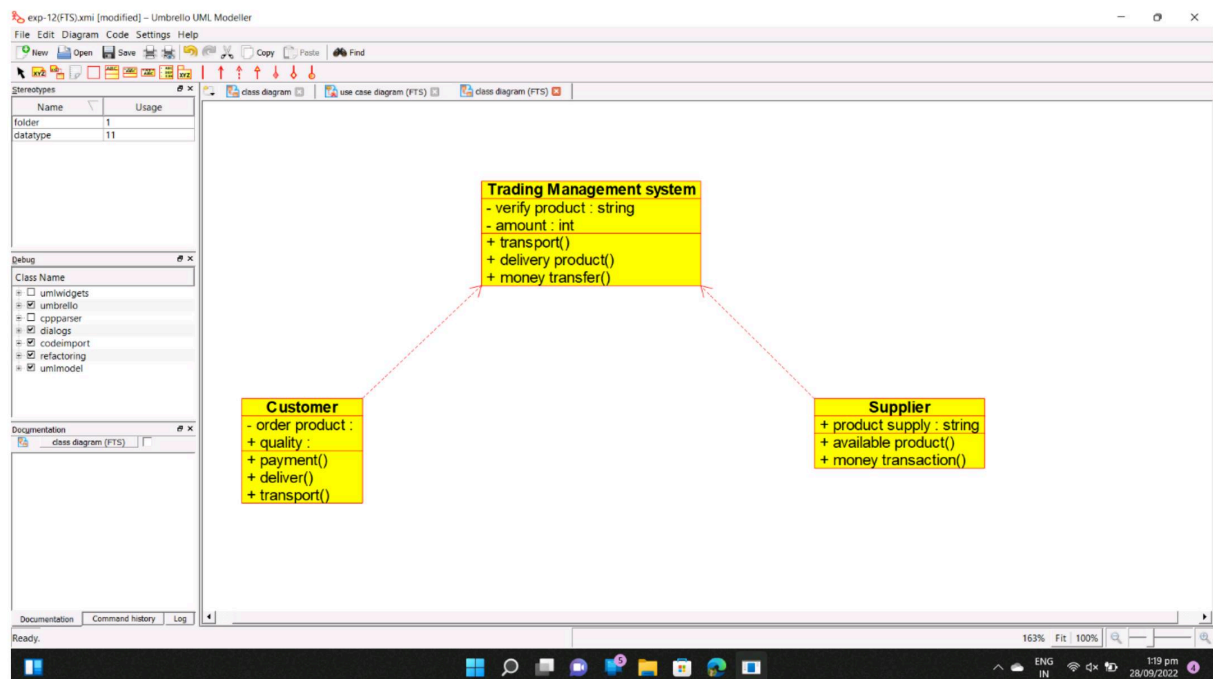 exp-12(FTS).xmi [modified] – Umbrello UML Modeller
File Edit Diagram Code Settings Help
New Open Save Copy Paste Find
Stereotypes
Name Usage
folder 1
datatype 11
class diagram use case diagram (FTS) class diagram (FTS)
Trading Management system
- verify product : string
- amount : int
+ transport()
+ delivery product()
+ money transfer()
Debug
Class Name
umlwidgets
umbrello
cppparser
dialogs
codeimport
refactoring
umlmodel
Customer
- order product :
+ quality :
+ payment()
+ deliver()
+ transport()
Supplier
+ product supply : string
+ available product()
+ money transaction()
Documentation
class diagram (FTS)
Documentation Command history Log
Ready.
163% Fit 100%
5
ENG
IN
1:19 pm
28/09/2022
4